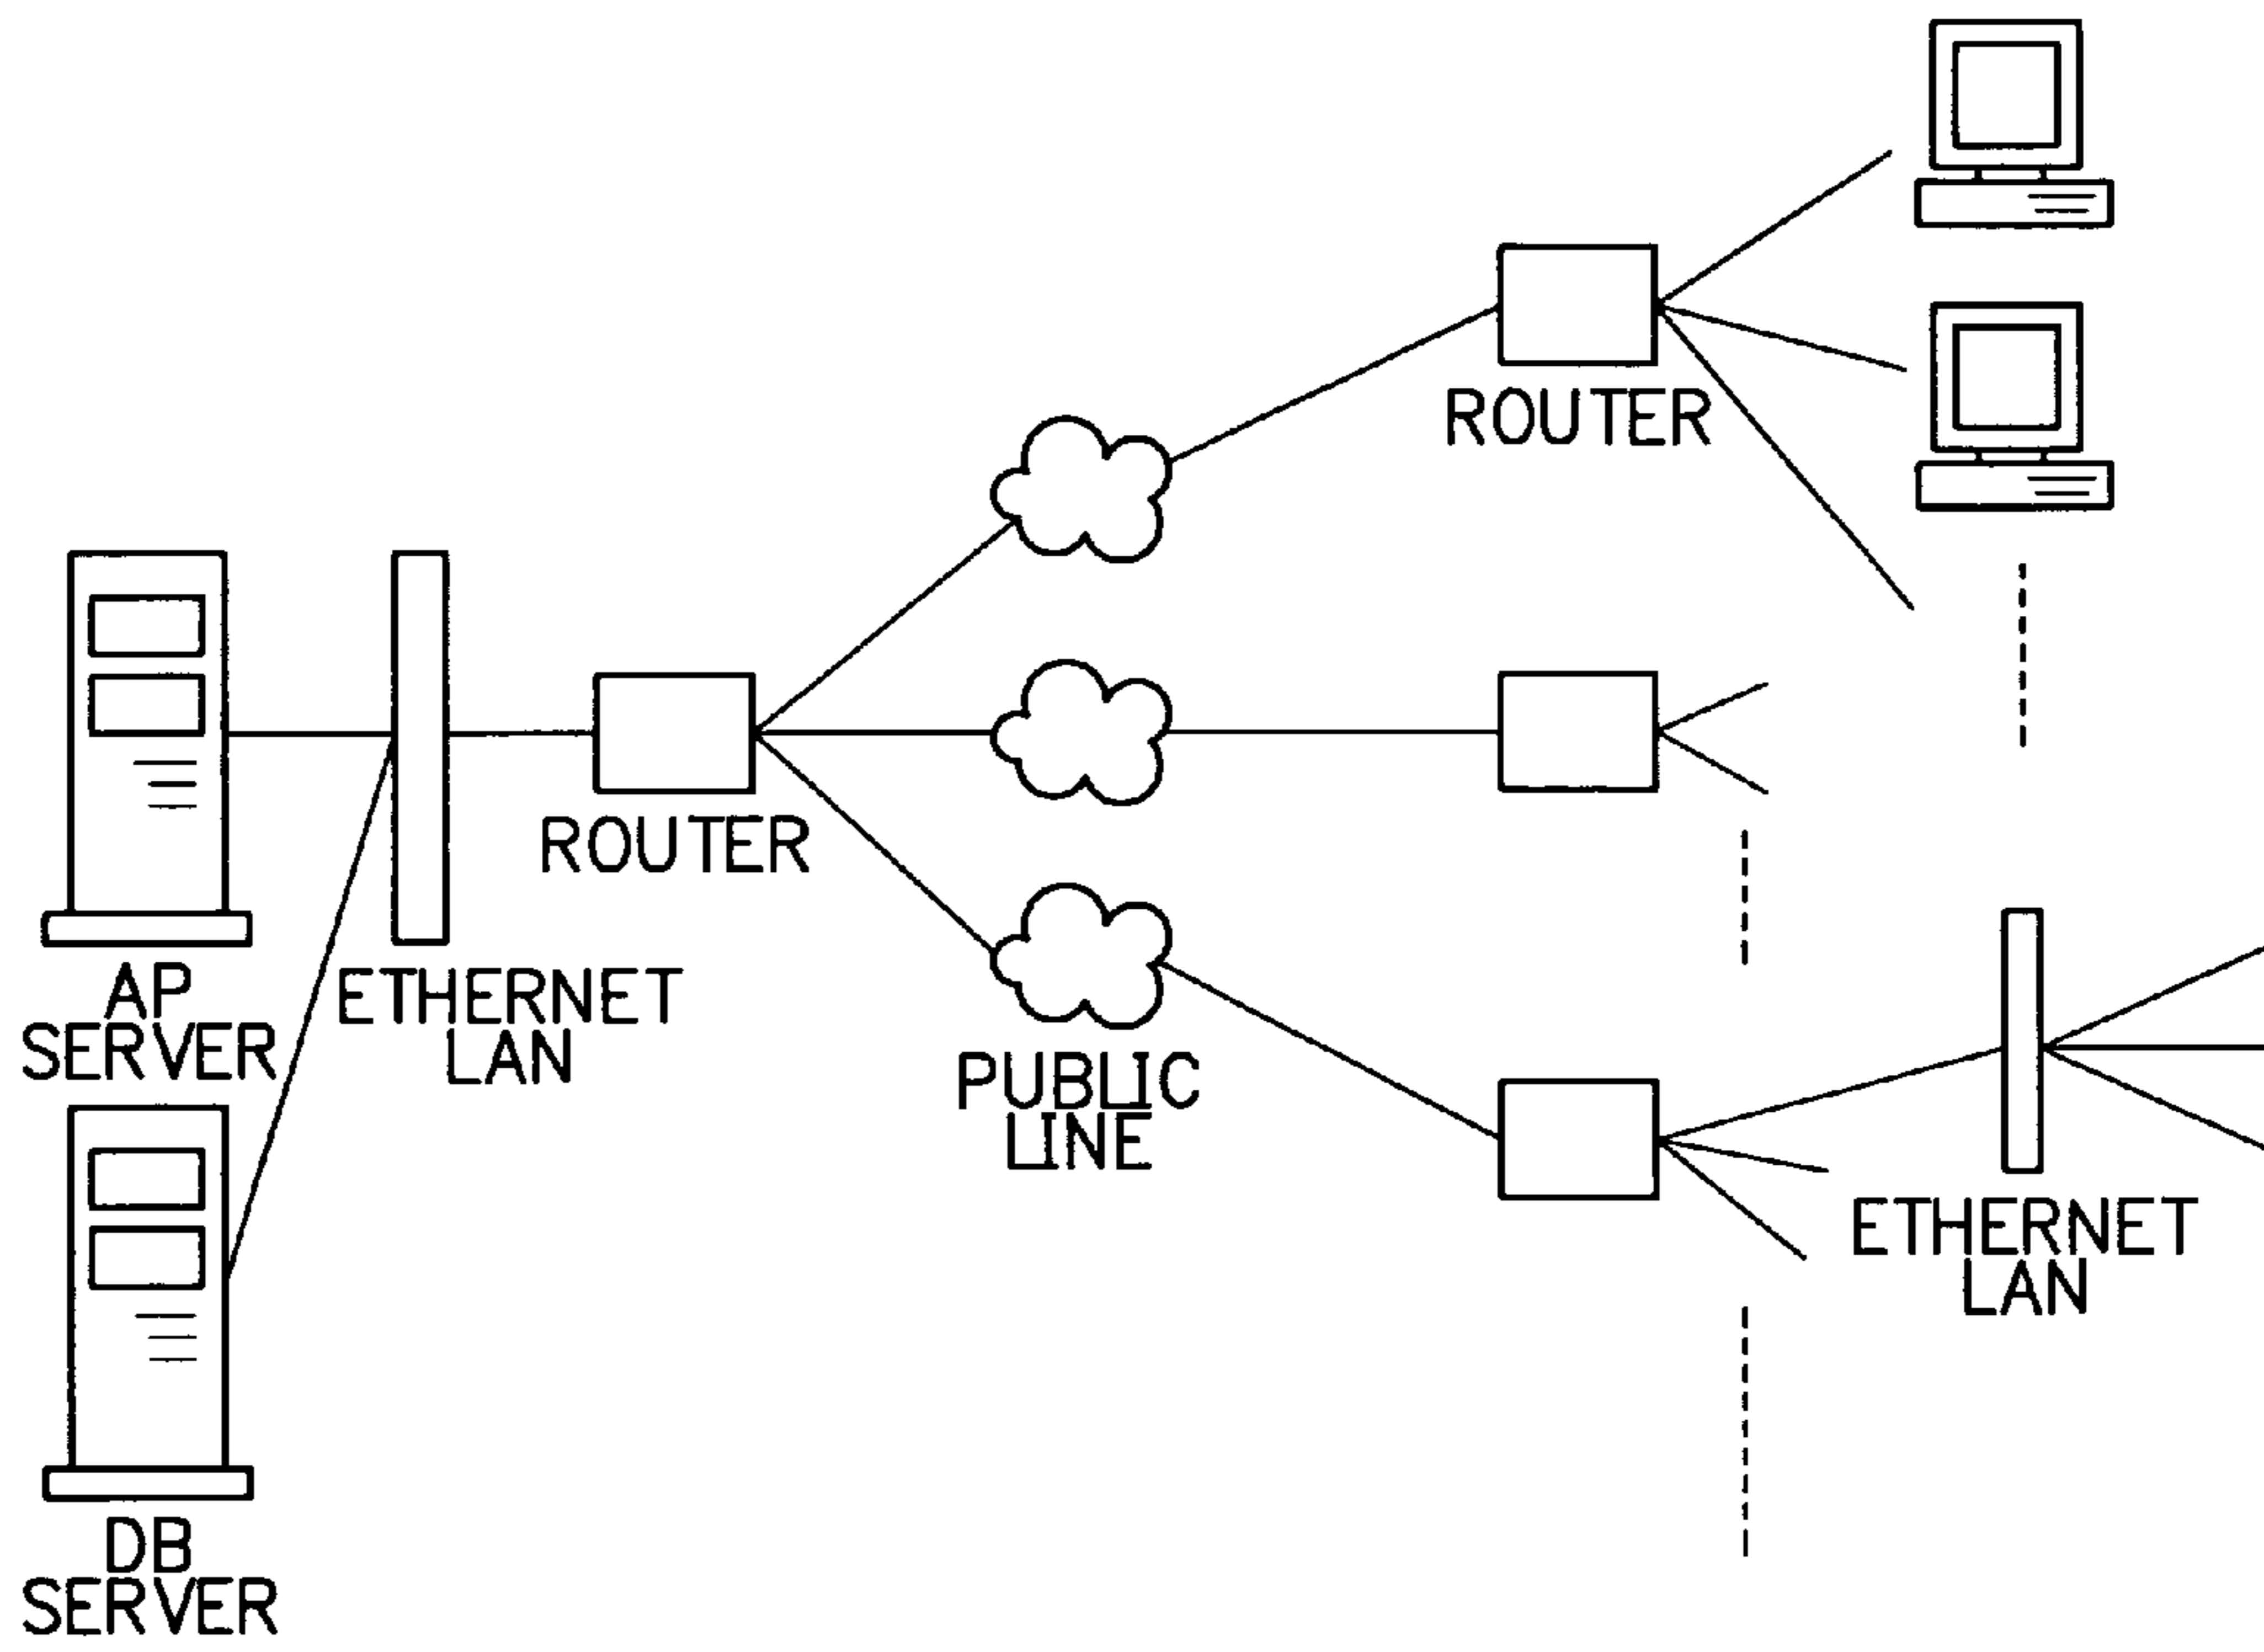 ROUTER
ROUTER
AP
SERVER
ETHERNET
LAN
PUBLIC
LINE
ETHERNET
LAN
DB
SERVER